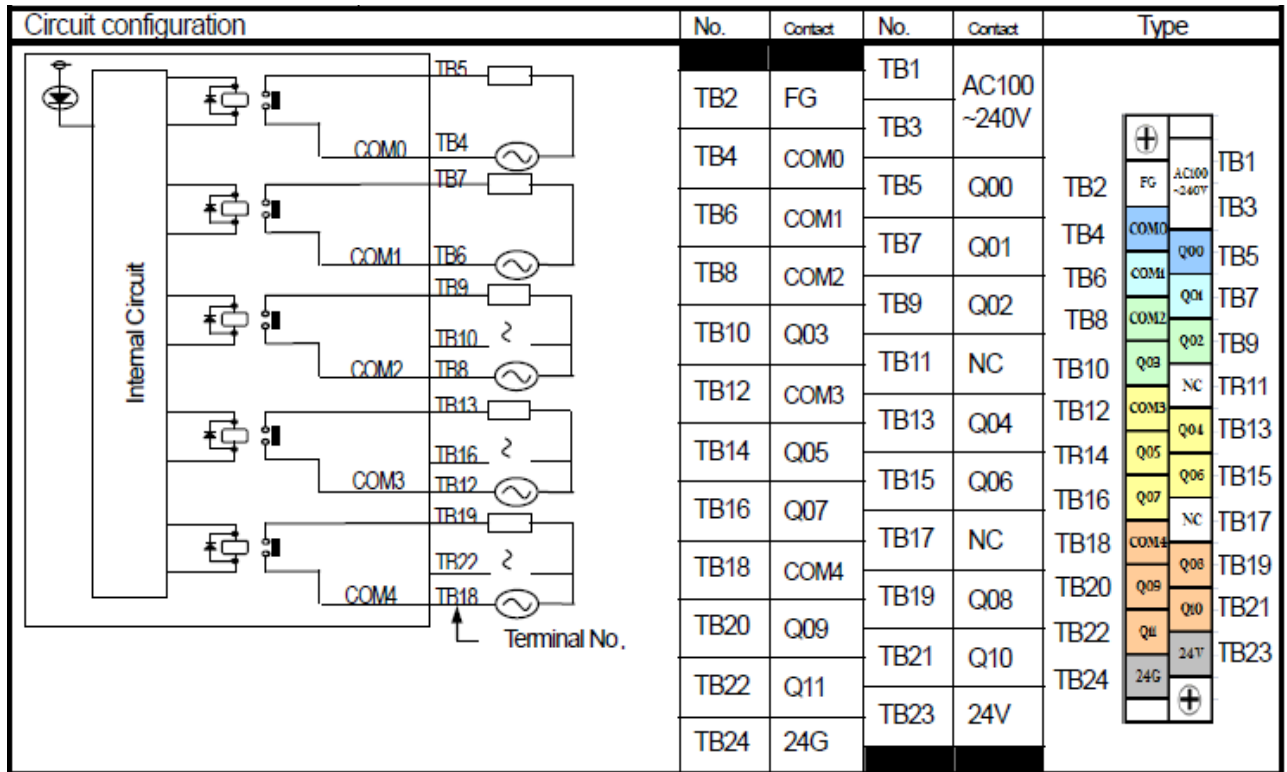 Circuit configuration No. Contact No. Contact Type
TB5
COM0 TB4
TB7
COM1 TB6
TB9
TB10
COM2 TB8
TB13
TB16
COM3 TB12
TB19
TB22
COM4 TB18
Terminal No.
Internal Circuit
TB2 FG
TB4 COM0
TB6 COM1
TB8 COM2
TB10 Q03
TB12 COM3
TB14 Q05
TB16 Q07
TB18 COM4
TB20 Q09
TB22 Q11
TB24 24G
TB1
AC100
~240V
TB3
TB5 Q00
TB7 Q01
TB9 Q02
TB11 NC
TB13 Q04
TB15 Q06
TB17 NC
TB19 Q08
TB21 Q10
TB23 24V
TB2
TB4
TB6
TB8
TB10
TB12
TB14
TB16
TB18
TB20
TB22
TB24
FG
COM0
COM1
COM2
Q03
COM3
Q05
Q07
COM4
Q09
Q11
24G
AC100
~240V
Q00
Q01
Q02
NC
Q04
Q06
NC
Q08
Q10
24V
TB1
TB3
TB5
TB7
TB9
TB11
TB13
TB15
TB17
TB19
TB21
TB23